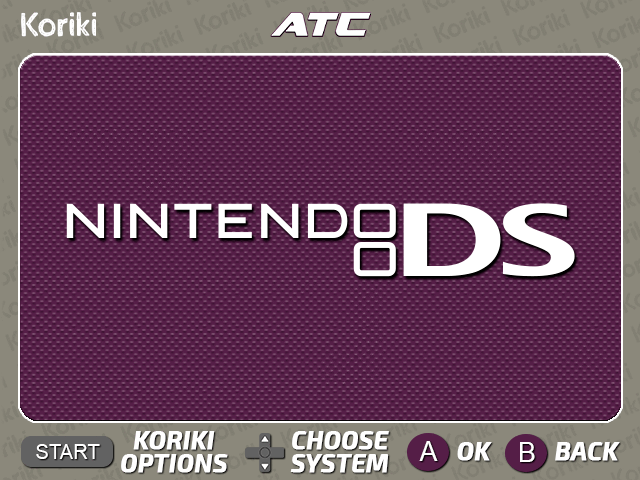 Koriki
ATC
NINTENDO DS
START
KORIKI
OPTIONS
CHOOSE
SYSTEM
A OK
B BACK